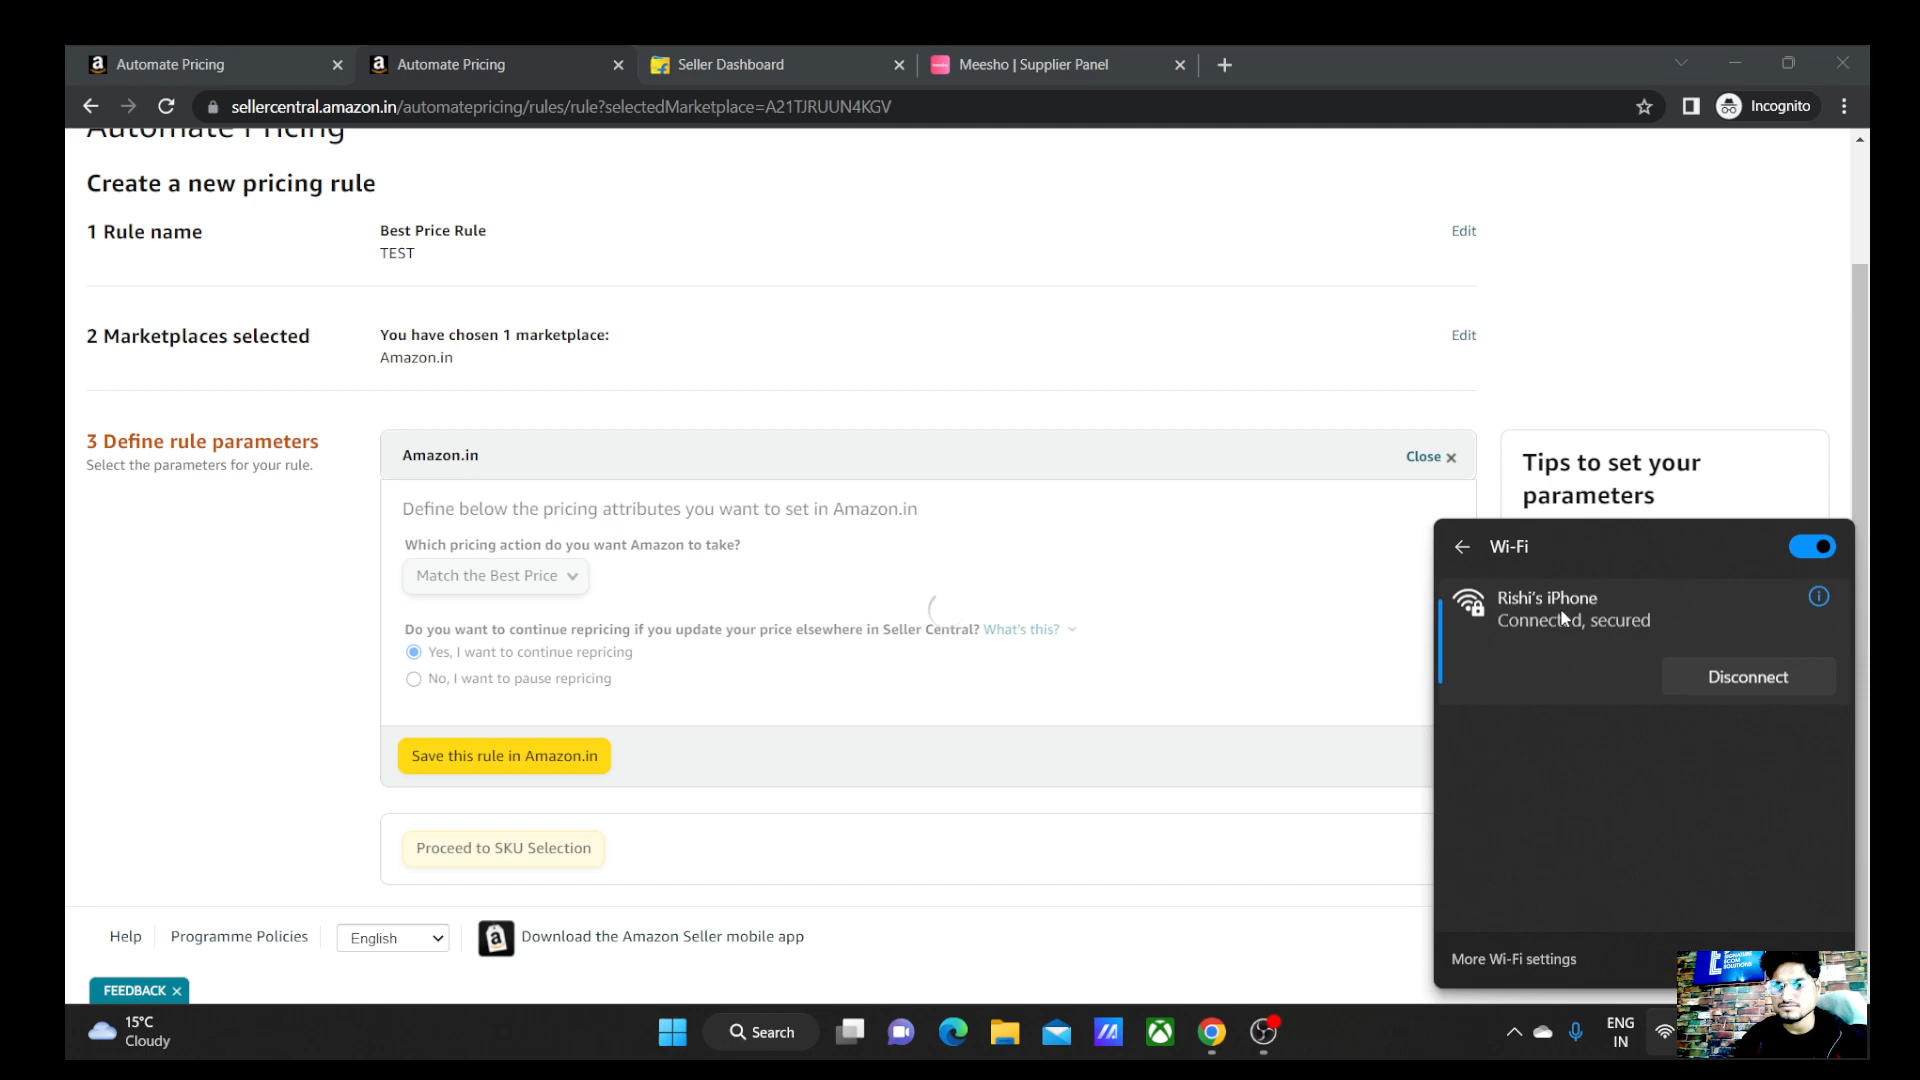 Automate Pricing
Automate Pricing
Seller Dashboard
Meesho | Supplier Panel
sellercentral.amazon.in/automatepricing/rules/rule?selectedMarketplace=A21TJRUUN4KGV
Incognito
Automate Pricing
Create a new pricing rule
1 Rule name
Best Price Rule
Edit
TEST
2 Marketplaces selected
You have chosen 1 marketplace:
Edit
Amazon.in
3 Define rule parameters
Select the parameters for your rule.
Amazon.in
Close
Define below the pricing attributes you want to set in Amazon.in
Which pricing action do you want Amazon to take?
Match the Best Price
Do you want to continue repricing if you update your price elsewhere in Seller Central? What's this?
Yes, I want to continue repricing
No, I want to pause repricing
Save this rule in Amazon.in
Proceed to SKU Selection
Tips to set your
parameters
Wi-Fi
Rishi's iPhone
Connected, secured
Disconnect
More Wi-Fi settings
Help
Programme Policies
English
Download the Amazon Seller mobile app
FEEDBACK
15°C
Cloudy
Search
ENG
IN
SIGNATURE
ECOM
SOLUTIONS